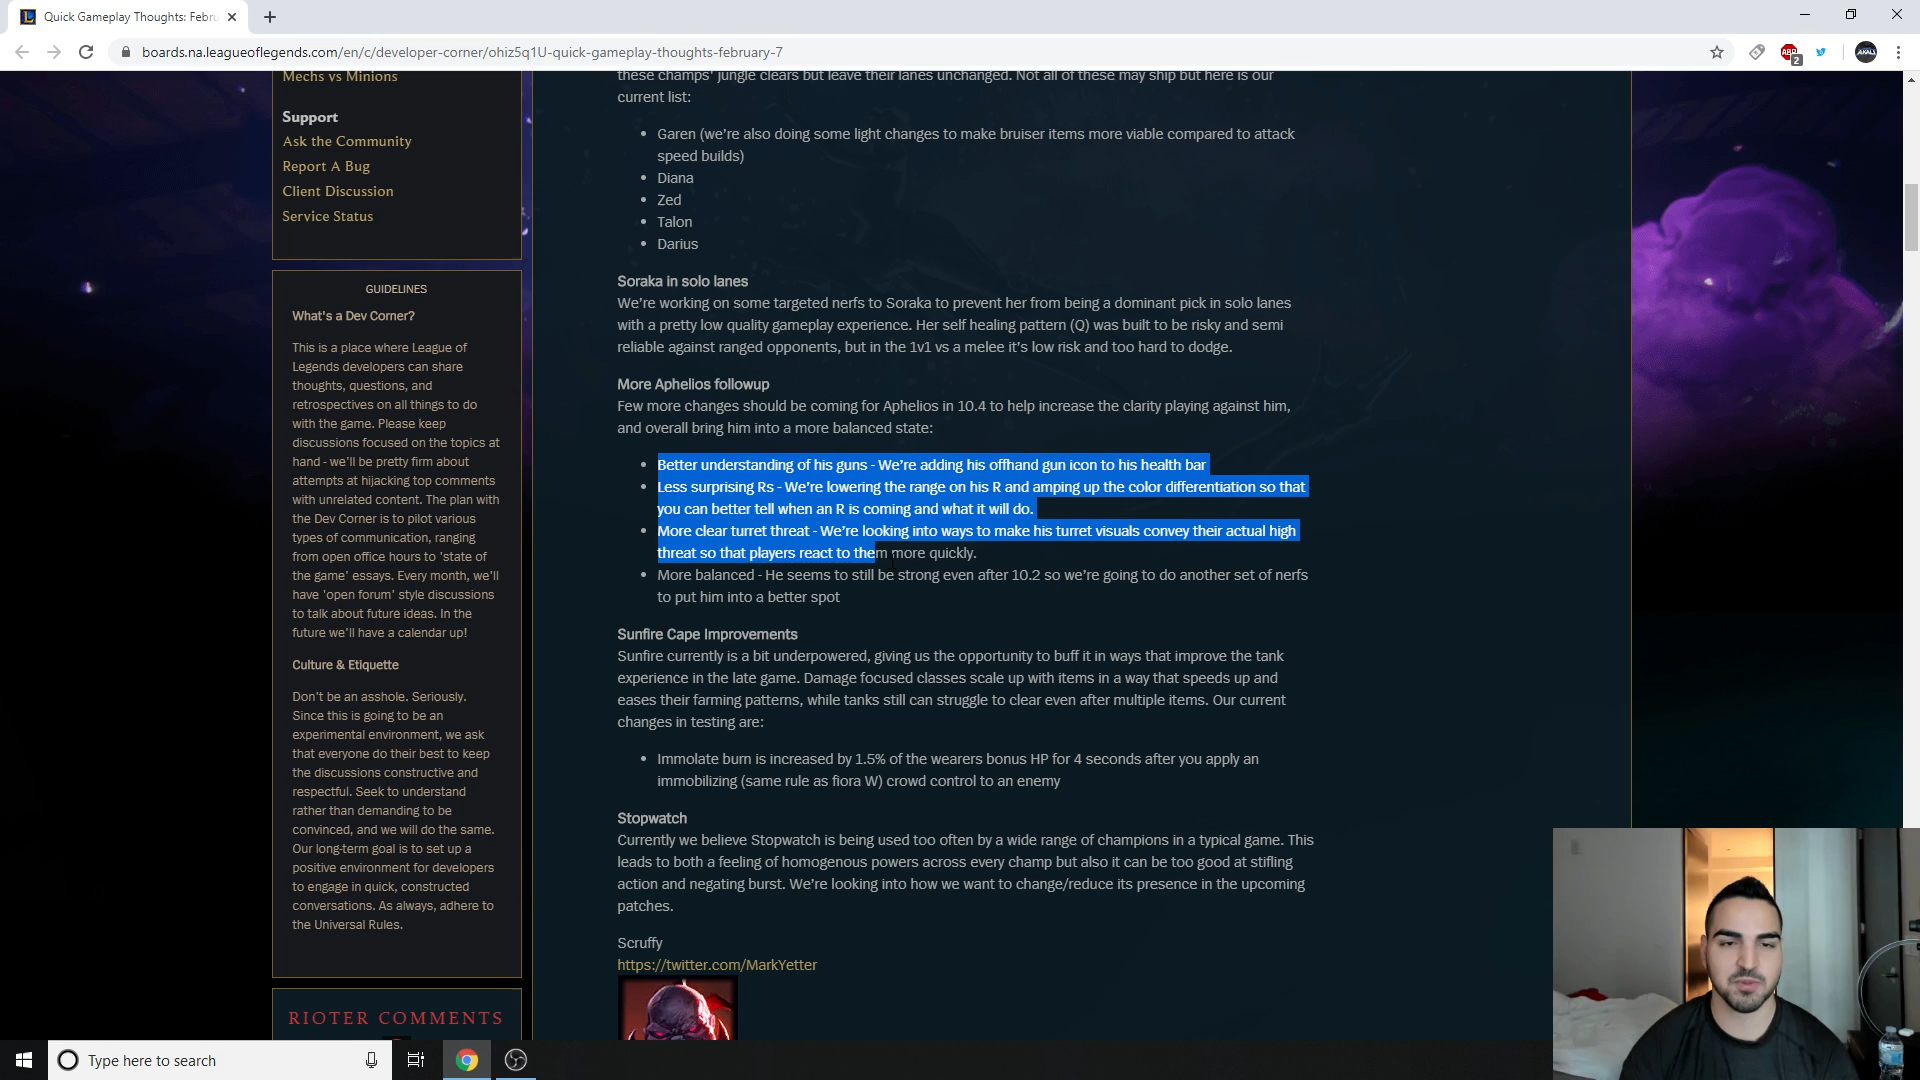 Quick Gameplay Thoughts: Febru
boards.na.leagueoflegends.com/en/c/developer-corner/ohiz5q1U-quick-gameplay-thoughts-february-7
ABP
2
Mechs vs Minions
Support
Ask the Community
Report A Bug
Client Discussion
Service Status
GUIDELINES
What's a Dev Corner?
This is a place where League of
Legends developers can share
thoughts, questions, and
retrospectives on all things to do
with the game. Please keep
discussions focused on the topics at
hand - we'll be pretty firm about
attempts at hijacking top comments
with unrelated content. The plan with
the Dev Corner is to pilot various
types of communication, ranging
from open office hours to 'state of
the game' essays. Every month, we'll
have 'open forum' style discussions
to talk about future ideas. In the
future we'll have a calendar up!
Culture & Etiquette
Don't be an asshole. Seriously.
Since this is going to be an
experimental environment, we ask
that everyone do their best to keep
the discussions constructive and
respectful. Seek to understand
rather than demanding to be
convinced, and we will do the same.
Our long-term goal is to set up a
positive environment for developers
to engage in quick, constructed
conversations. As always, adhere to
the Universal Rules.
RIOTER COMMENTS
these champs' jungle clears but leave their lanes unchanged. Not all of these may ship but here is our
current list:
• Garen (we're also doing some light changes to make bruiser items more viable compared to attack
speed builds)
• Diana
• Zed
• Talon
• Darius
Soraka in solo lanes
We're working on some targeted nerfs to Soraka to prevent her from being a dominant pick in solo lanes
with a pretty low quality gameplay experience. Her self healing pattern (Q) was built to be risky and semi
reliable against ranged opponents, but in the 1v1 vs a melee it's low risk and too hard to dodge.
More Aphelios followup
Few more changes should be coming for Aphelios in 10.4 to help increase the clarity playing against him,
and overall bring him into a more balanced state:
• Better understanding of his guns - We're adding his offhand gun icon to his health bar
• Less surprising Rs - We're lowering the range on his R and amping up the color differentiation so that
you can better tell when an R is coming and what it will do.
• More clear turret threat - We're looking into ways to make his turret visuals convey their actual high
threat so that players react to them more quickly.
• More balanced - He seems to still be strong even after 10.2 so we're going to do another set of nerfs
to put him into a better spot
Sunfire Cape Improvements
Sunfire currently is a bit underpowered, giving us the opportunity to buff it in ways that improve the tank
experience in the late game. Damage focused classes scale up with items in a way that speeds up and
eases their farming patterns, while tanks still can struggle to clear even after multiple items. Our current
changes in testing are:
• Immolate burn is increased by 1.5% of the wearers bonus HP for 4 seconds after you apply an
immobilizing (same rule as fiora W) crowd control to an enemy
Stopwatch
Currently we believe Stopwatch is being used too often by a wide range of champions in a typical game. This
leads to both a feeling of homogenous powers across every champ but also it can be too good at stifling
action and negating burst. We're looking into how we want to change/reduce its presence in the upcoming
patches.
Scruffy
https://twitter.com/MarkYetter
Type here to search